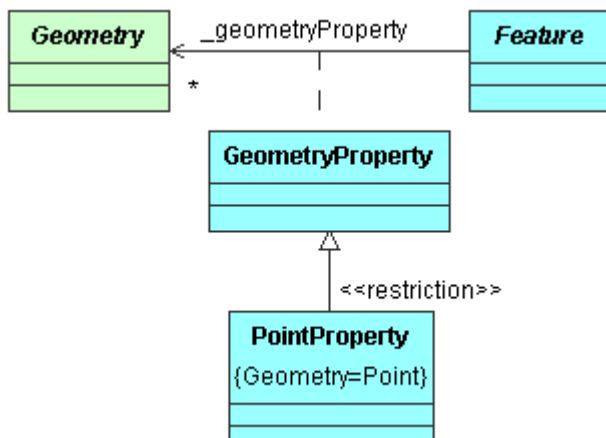 Geometry
_geometryProperty
Feature
*
GeometryProperty
<<restriction>>
PointProperty
{Geometry=Point}